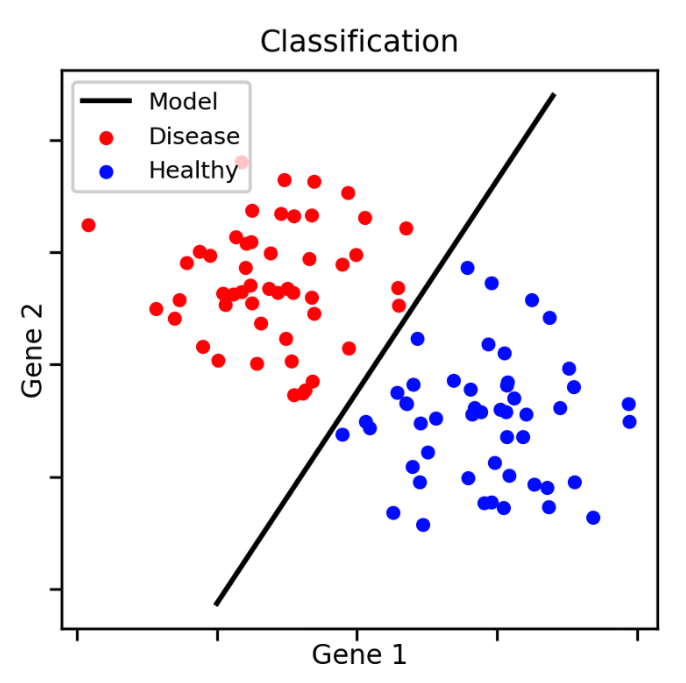 Classification
Model
Disease
Healthy
Gene 2
Gene 1